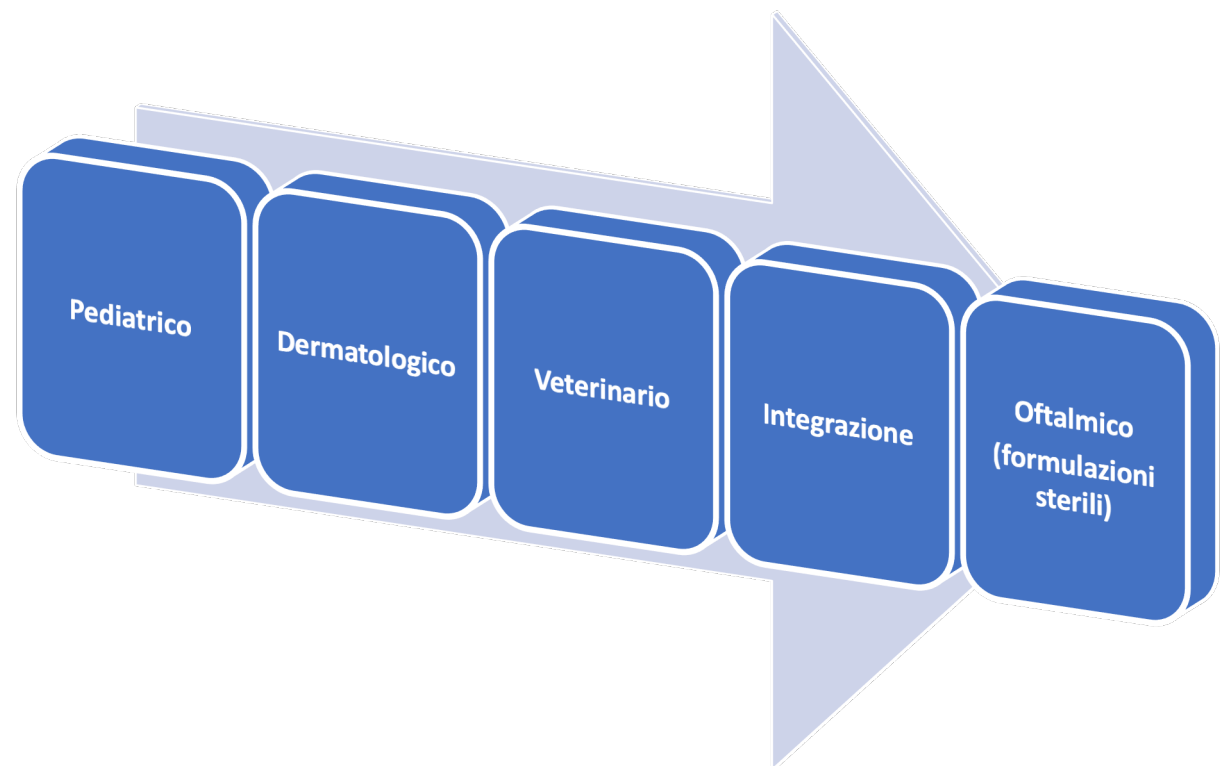 Pediatrico
Dermatologico
Veterinario
Integrazione
Oftalmico
(formulazioni
sterili)